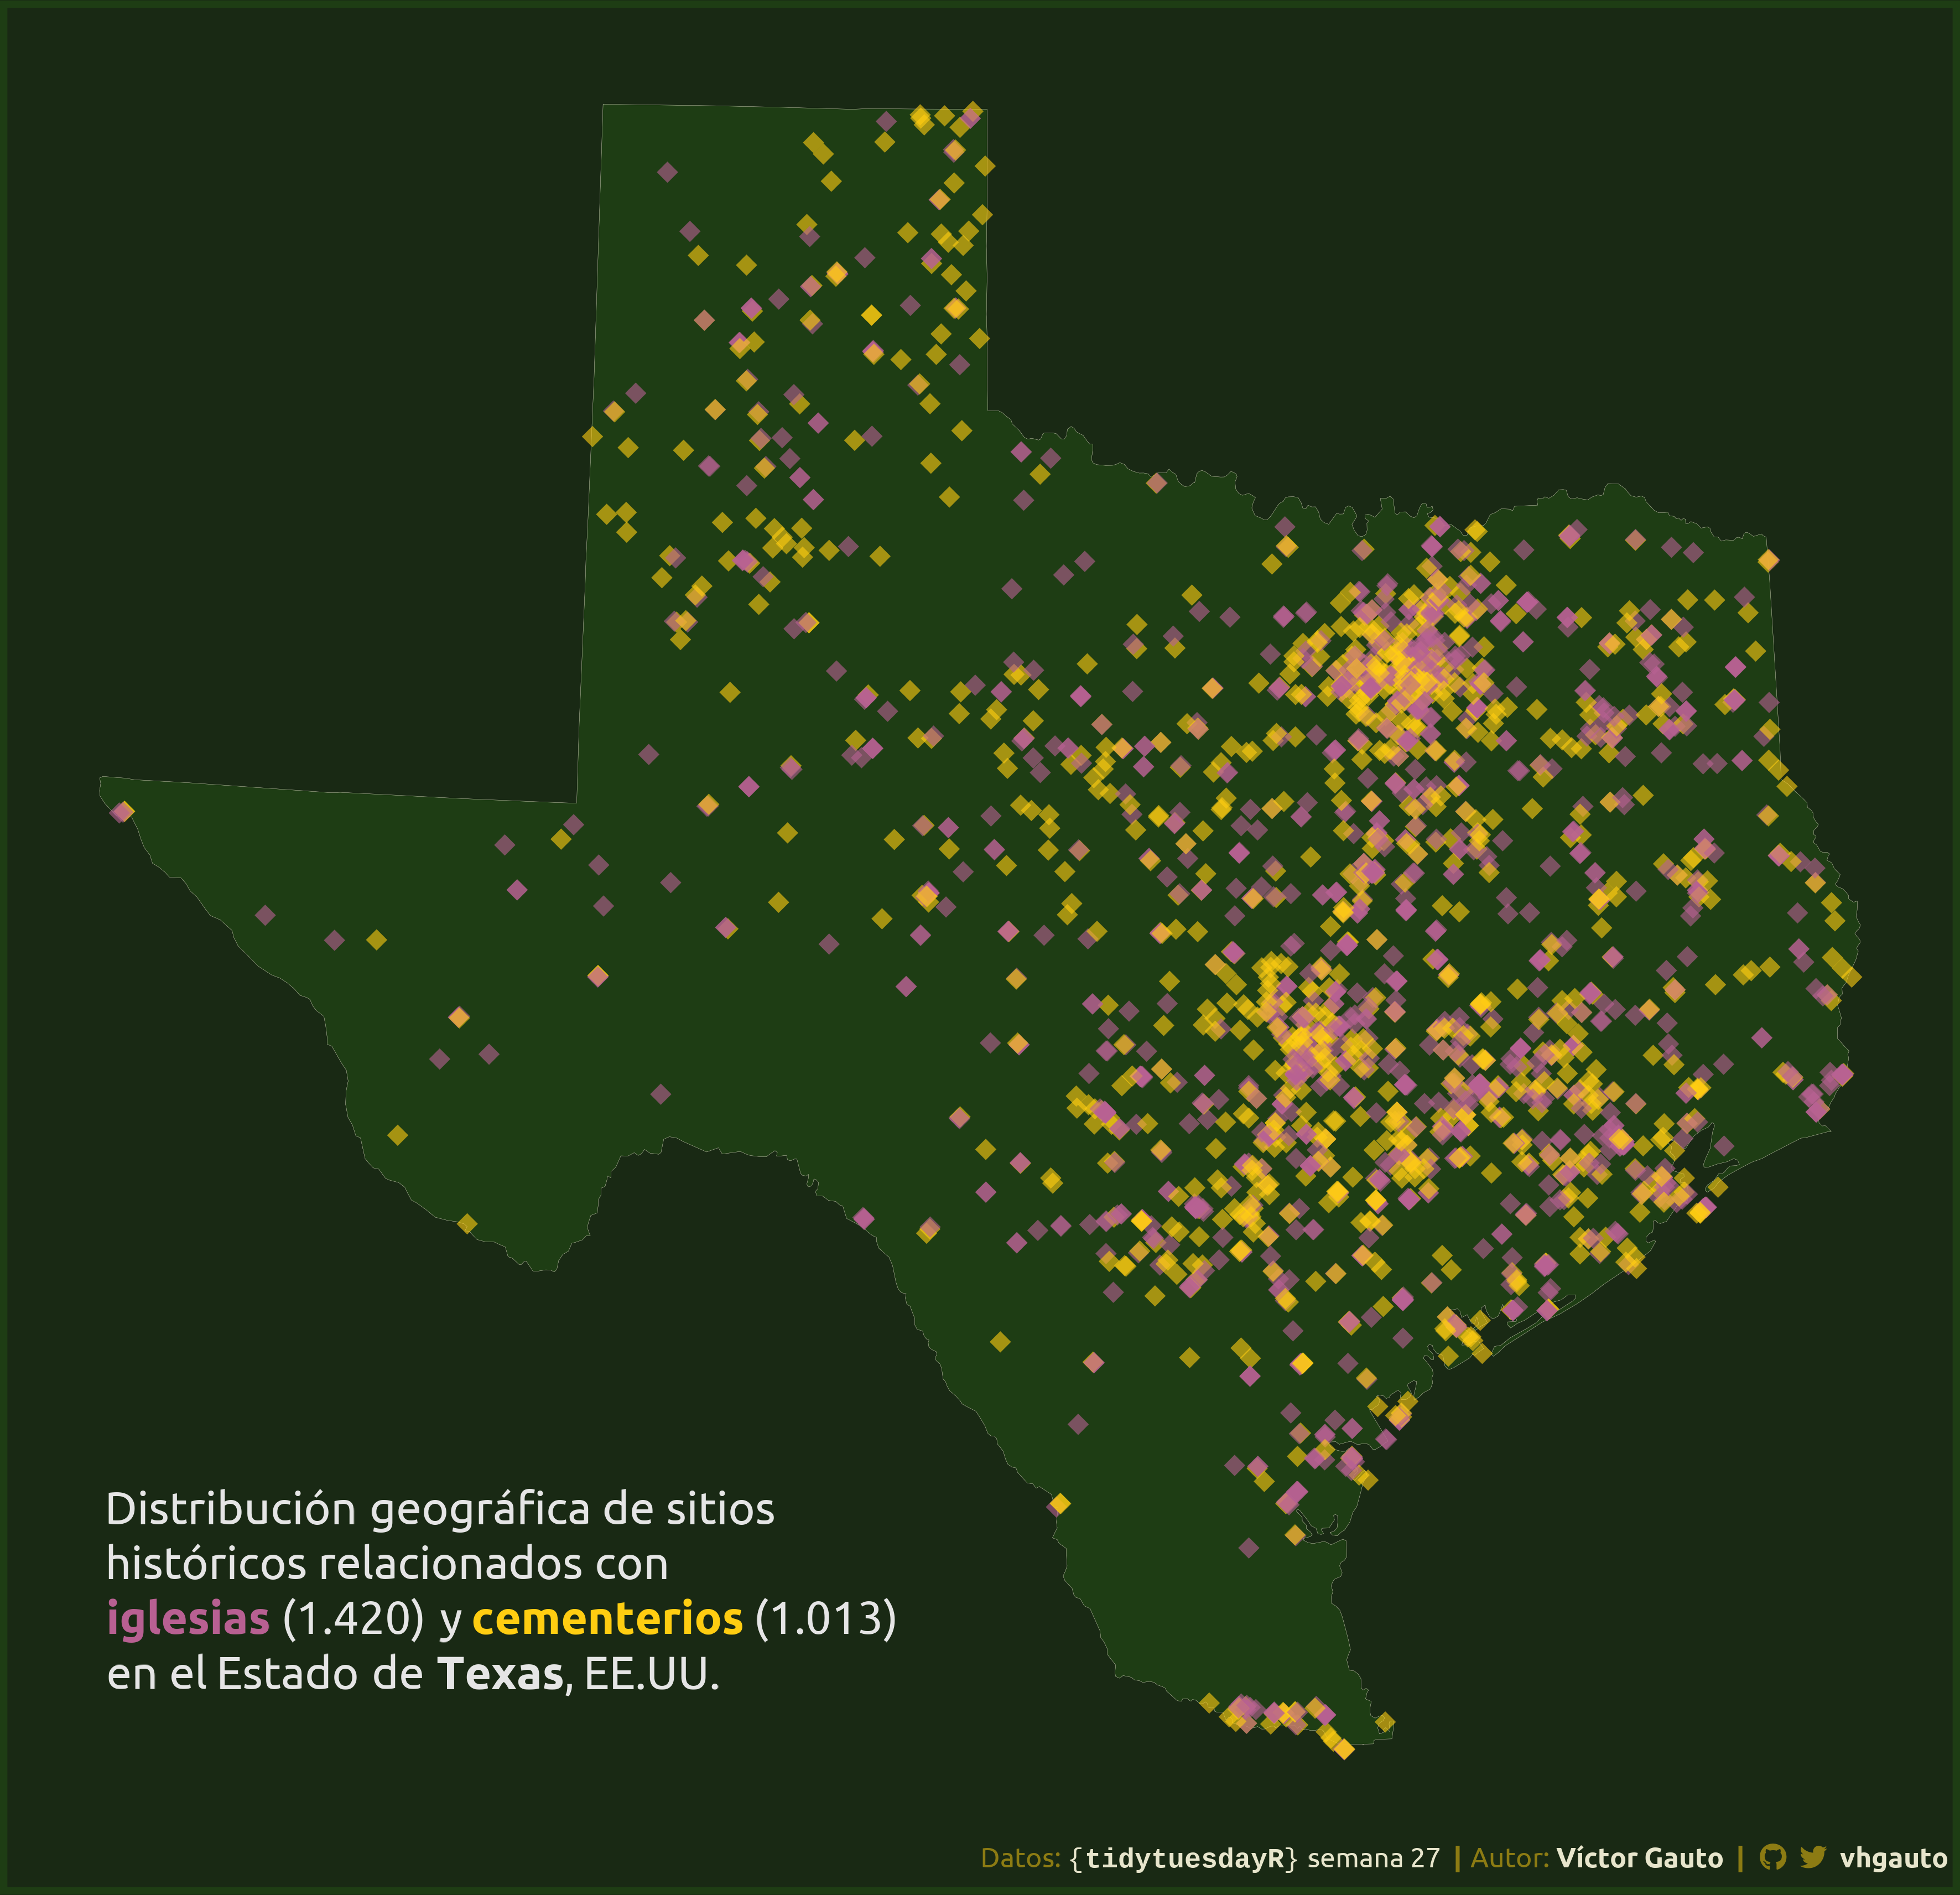 Distribución geográfica de sitios
históricos relacionados con
iglesias (1.420) y cementerios (1.013)
en el Estado de Texas, EE.UU.
Datos: {tidytuesdayR} semana 27 | Autor: Víctor Gauto | vhgauto